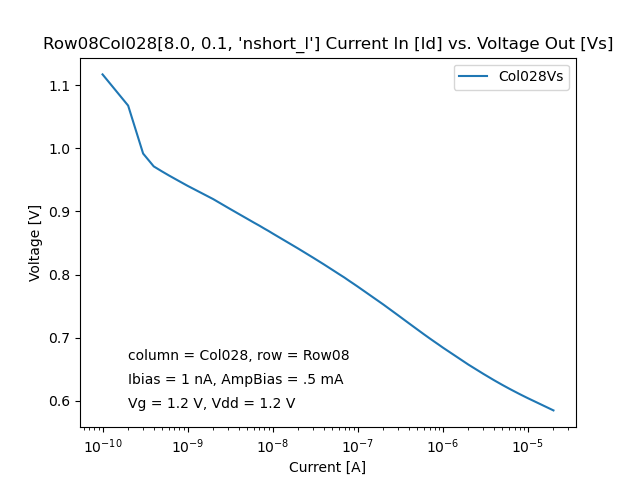 Row08Col028[8.0, 0.1, 'nshort_l'] Current In [Id] vs. Voltage Out [Vs]
Col028Vs
1.1
1.0
0.9
0.8
0.7
0.6
Voltage [V]
column = Col028, row = Row08
Ibias = 1 nA, AmpBias = .5 mA
Vg = 1.2 V, Vdd = 1.2 V
10⁻¹⁰ 10⁻⁹ 10⁻⁸ 10⁻⁷ 10⁻⁶ 10⁻⁵
Current [A]